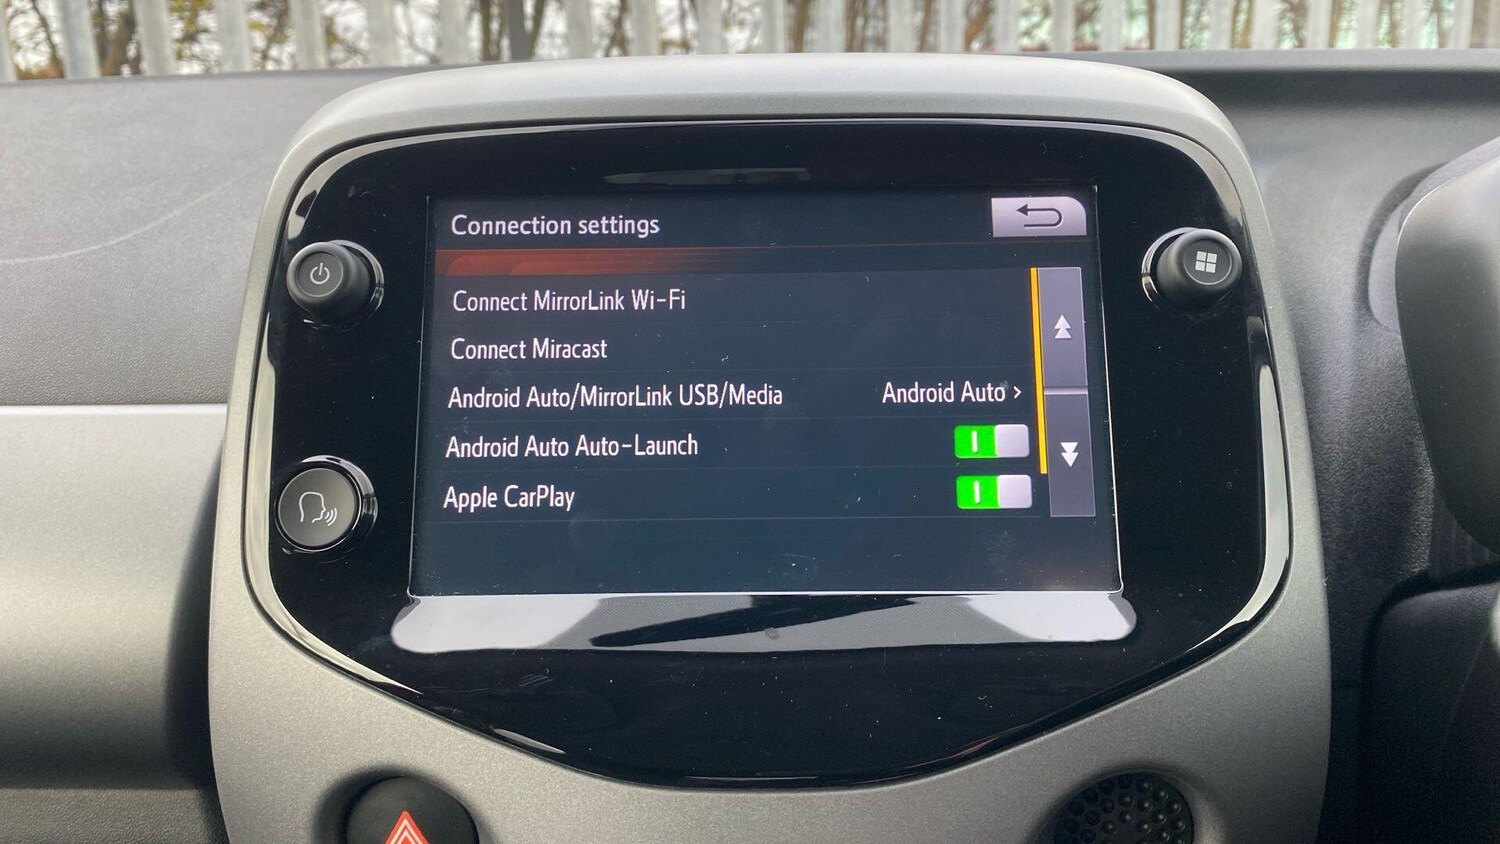 Connection settings
Connect MirrorLink Wi-Fi
Connect Miracast
Android Auto/MirrorLink USB/Media Android Auto >
Android Auto Auto-Launch
Apple CarPlay